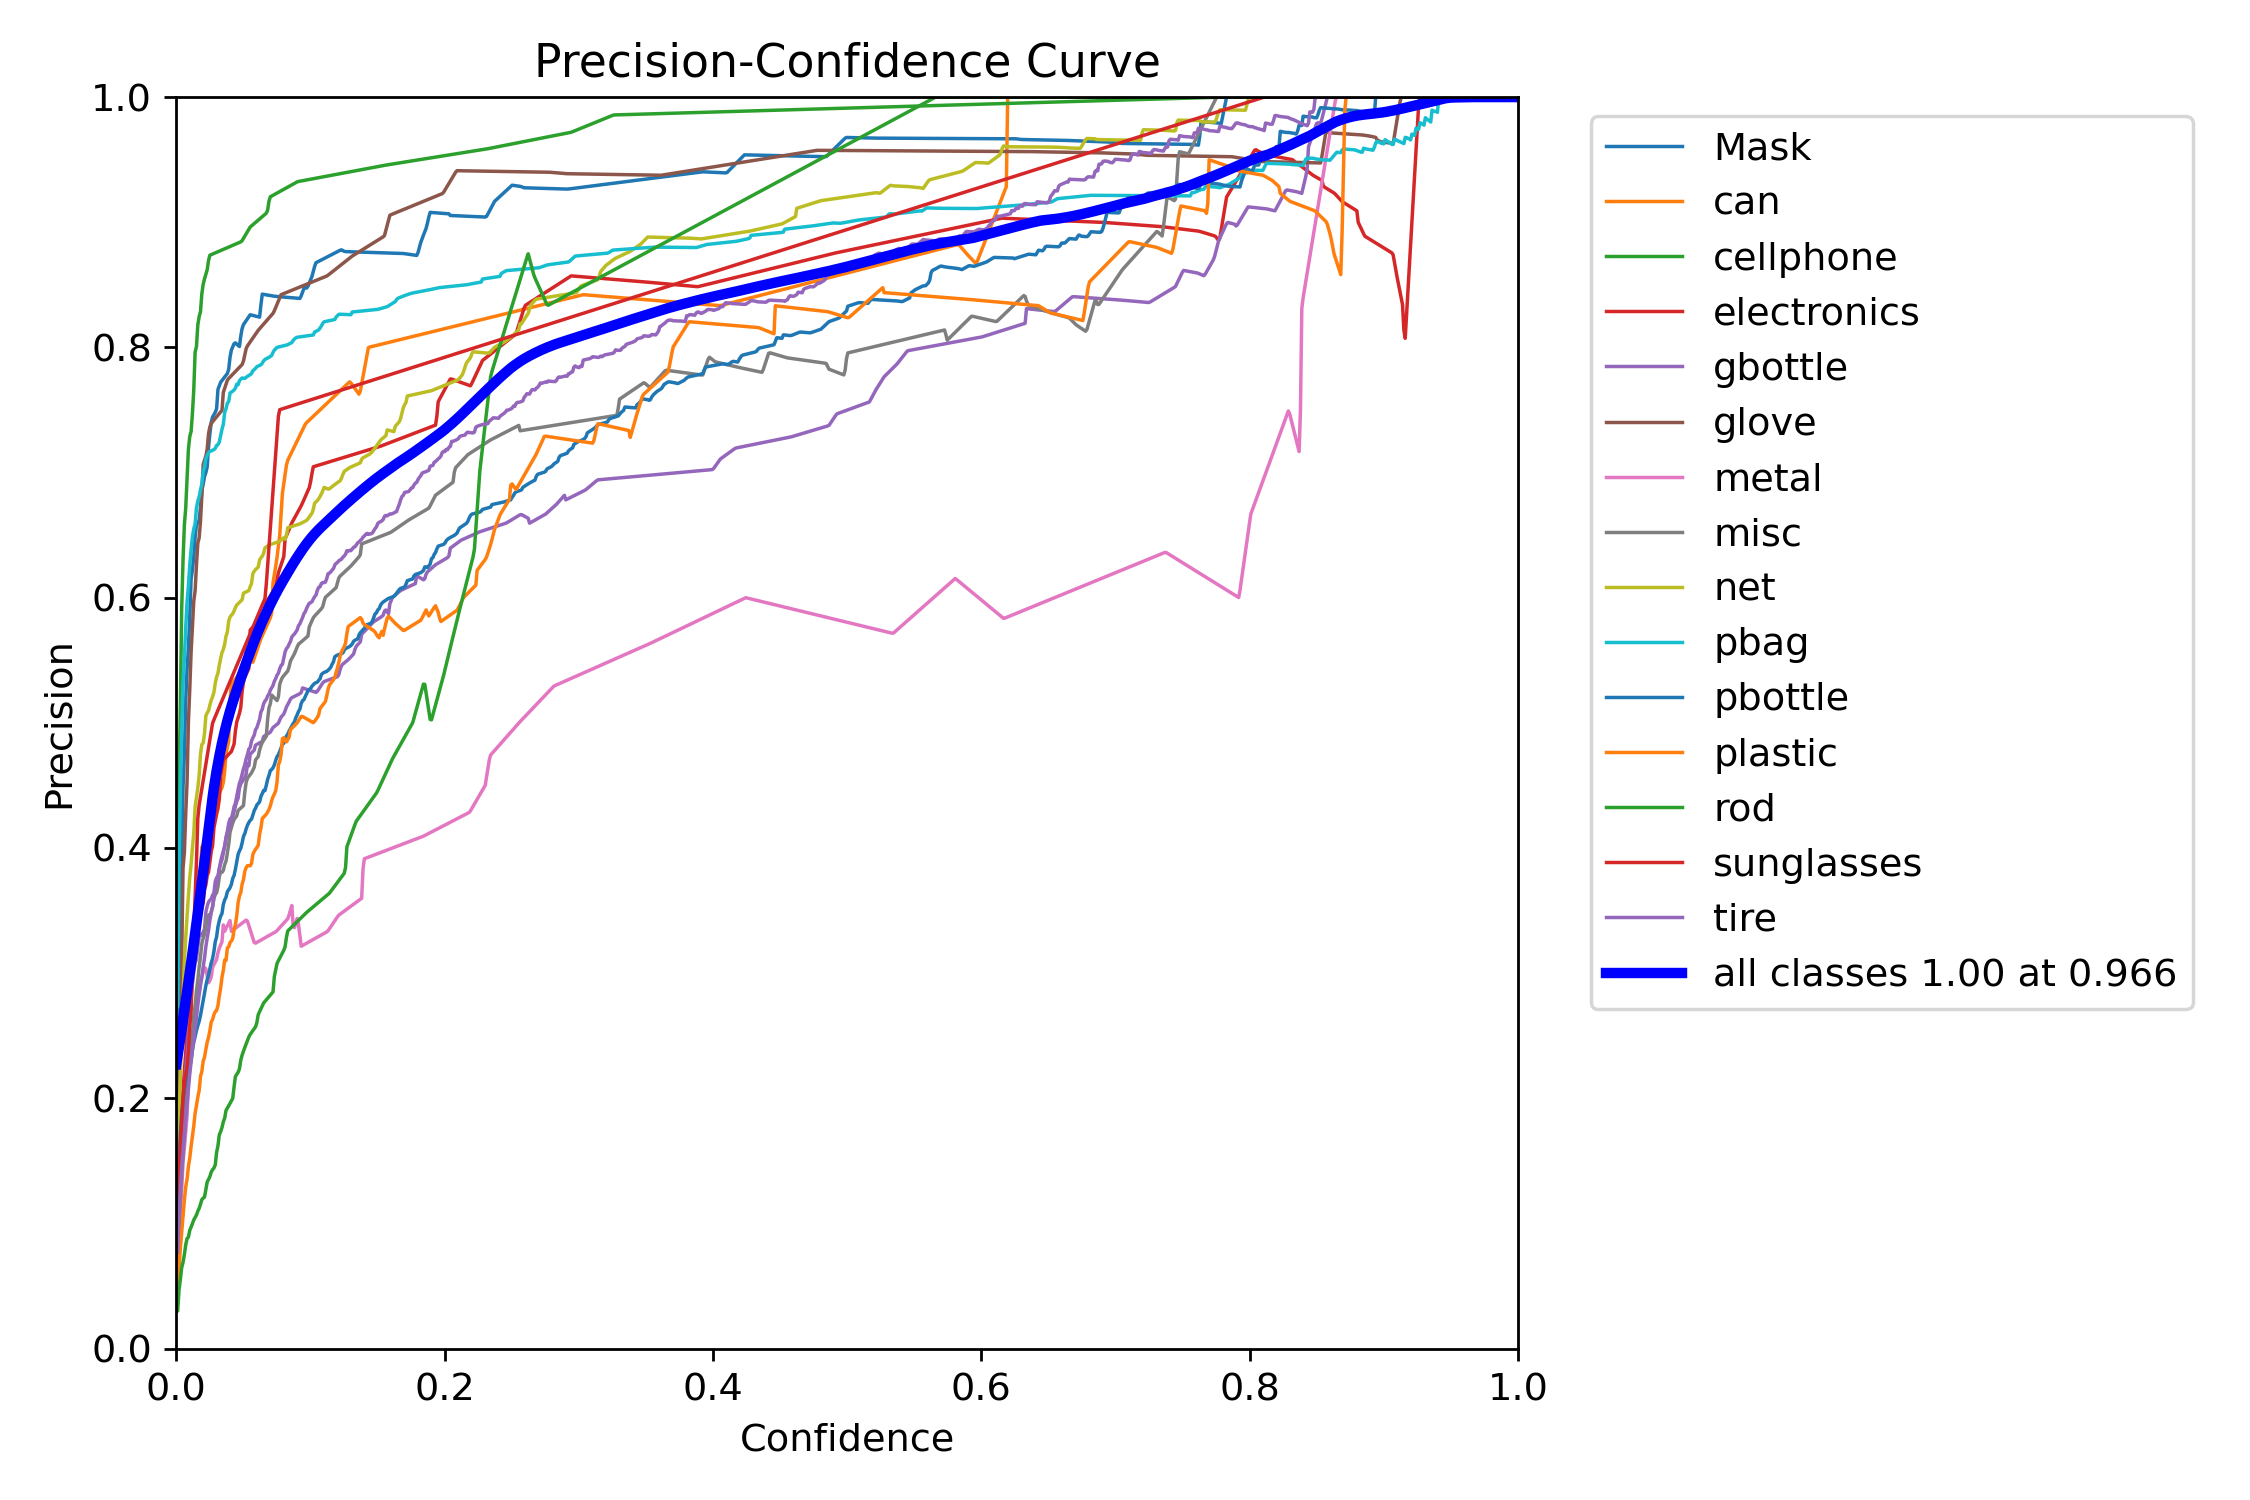 Precision-Confidence Curve
1.0
0.8
0.6
0.4
0.2
0.0
Precision
0.0 0.2 0.4 0.6 0.8 1.0
Confidence
Mask
can
cellphone
electronics
gbottle
glove
metal
misc
net
pbag
pbottle
plastic
rod
sunglasses
tire
all classes 1.00 at 0.966